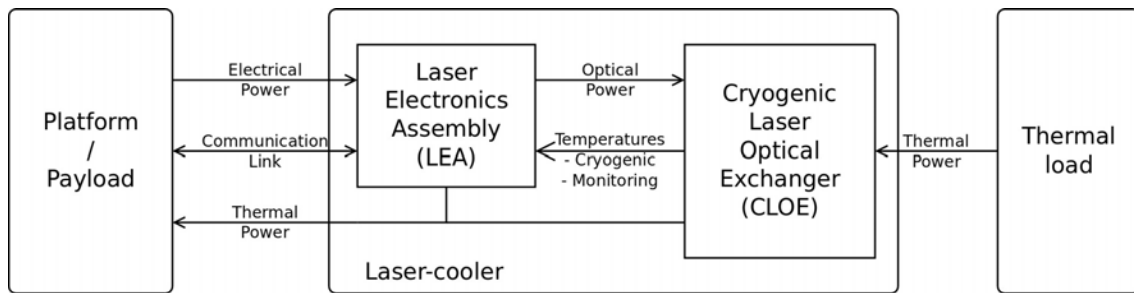 Platform
/
Payload
Electrical
Power
Communication
Link
Thermal
Power
Laser
Electronics
Assembly
(LEA)
Optical
Power
Temperatures
- Cryogenic
- Monitoring
Cryogenic
Laser
Optical
Exchanger
(CLOE)
Laser-cooler
Thermal
Power
Thermal
load